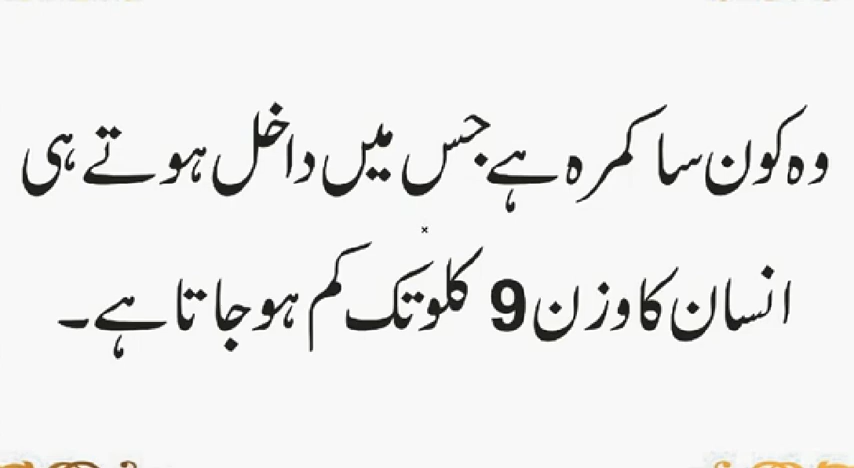 وہ کون سا کمرہ ہے جس میں داخل ہوتے ہی
انسان کا وزن 9 کلو تک کم ہو جاتا ہے۔